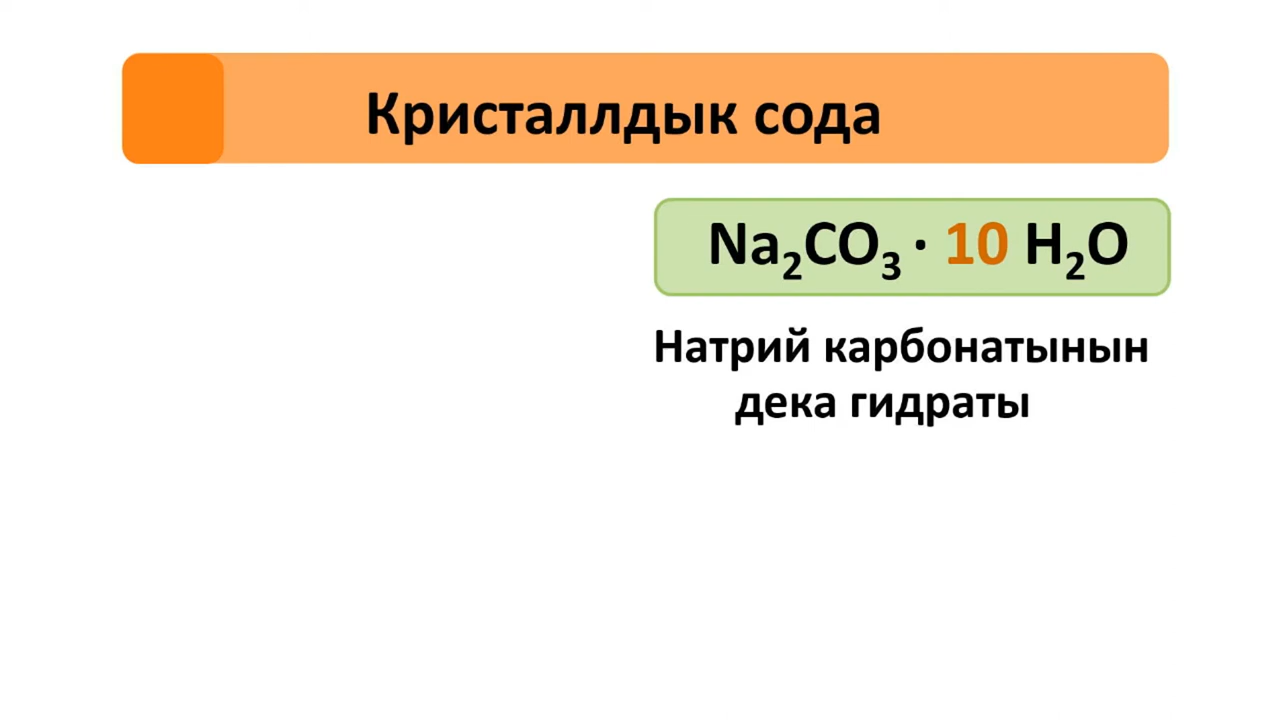 Кристаллдык сода
Na₂CO₃ · 10 H₂O
Натрий карбонатынын
дека гидраты